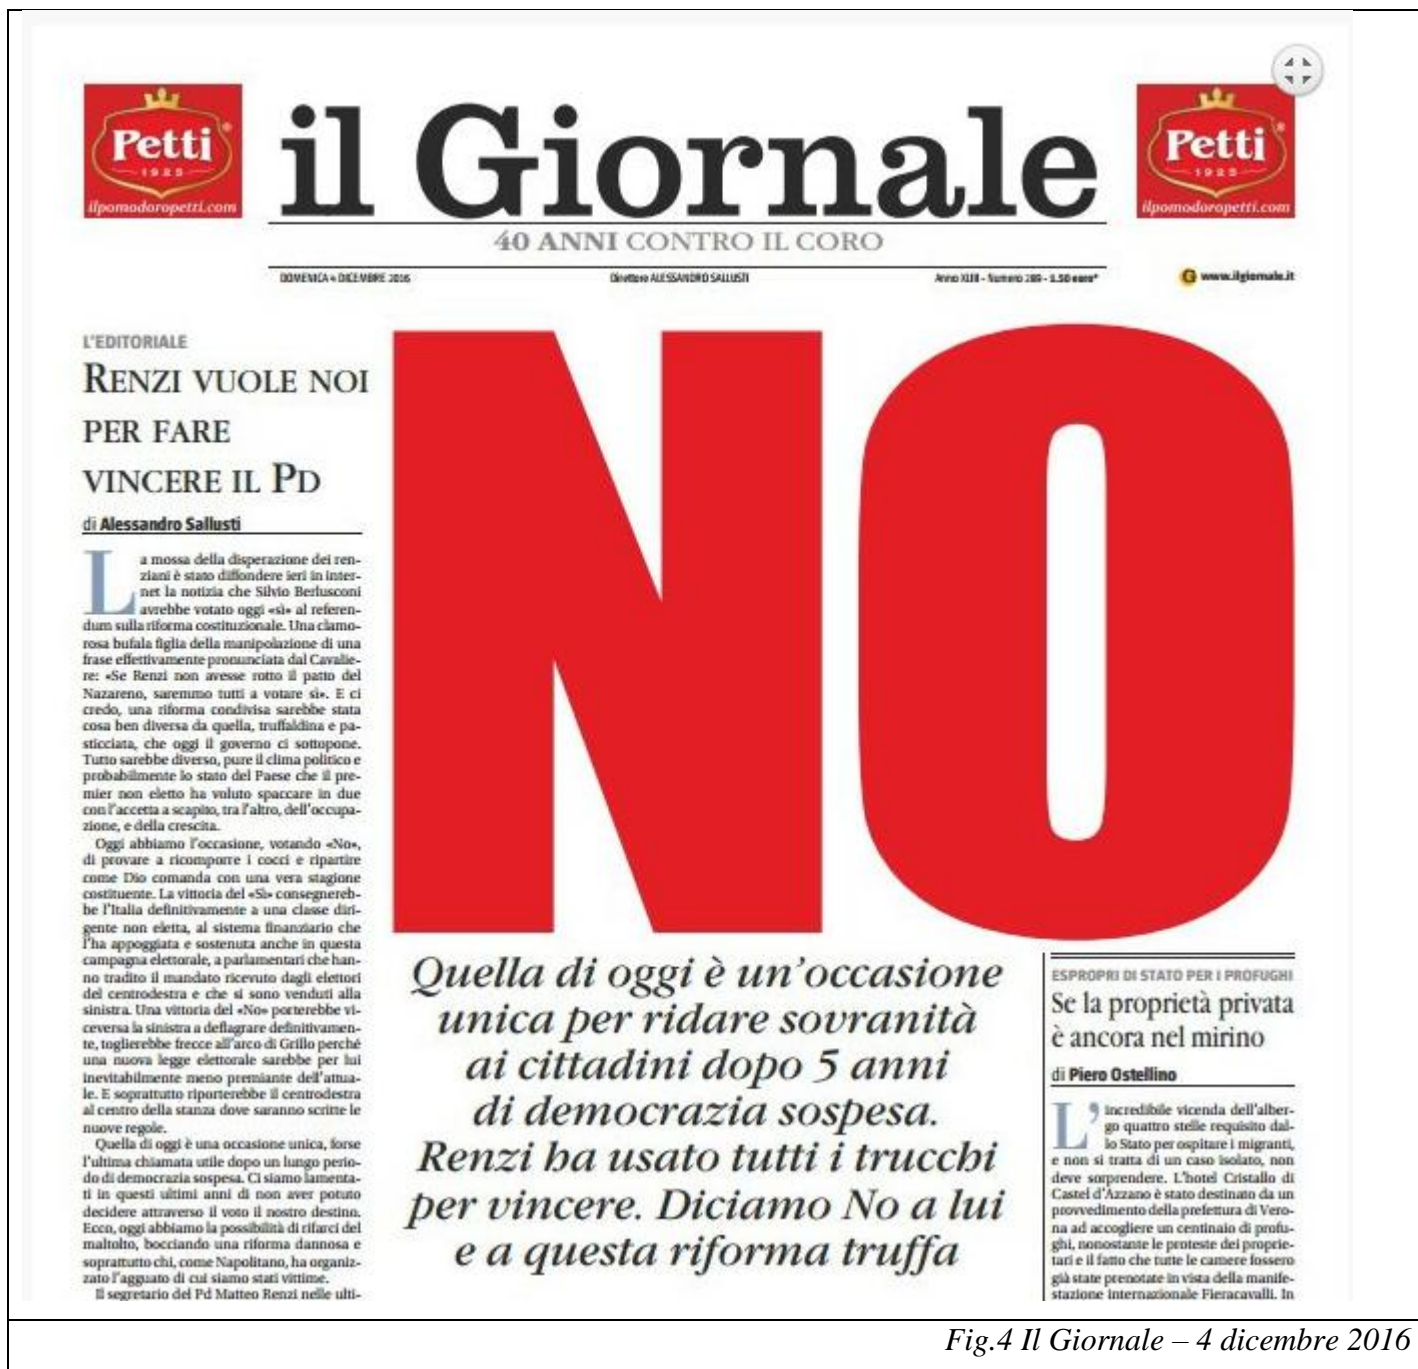 Petti
1925
ilpomodoropetti.com
il Giornale
Petti
1925
ilpomodoropetti.com
40 ANNI CONTRO IL CORO
DOMENICA 4 DICEMBRE 2016
Direttore ALESSANDRO SALLUSTI
Anno XLIII - Numero 289 - 1.50 euro*
G www.ilgiornale.it
L'EDITORIALE
RENZI VUOLE NOI
PER FARE
VINCERE IL PD
di Alessandro Sallusti
La mossa della disperazione dei ren-
ziani è stato diffondere ieri in inter-
net la notizia che Silvio Berlusconi
avrebbe votato oggi «sì» al referen-
dum sulla riforma costituzionale. Una clamo-
rosa bufala figlia della manipolazione di una
frase effettivamente pronunciata dal Cavalie-
re: «Se Renzi non avesse rotto il patto del
Nazareno, saremmo tutti a votare sì». E ci
credo, una riforma condivisa sarebbe stata
cosa ben diversa da quella, truffaldina e pa-
sticciata, che oggi il governo ci sottopone.
Tutto sarebbe diverso, pure il clima politico e
probabilmente lo stato del Paese che il pre-
mier non eletto ha voluto spaccare in due
con l'accetta a scapito, tra l'altro, dell'occupa-
zione, e della crescita.
Oggi abbiamo l'occasione, votando «No»,
di provare a ricomporre i cocci e ripartire
come Dio comanda con una vera stagione
costituente. La vittoria del «Sì» consegnereb-
be l'Italia definitivamente a una classe diri-
gente non eletta, al sistema finanziario che
l'ha appoggiata e sostenuta anche in questa
campagna elettorale, a parlamentari che han-
no tradito il mandato ricevuto dagli elettori
del centrodestra e che si sono venduti alla
sinistra. Una vittoria del «No» porterebbe vi-
ceversa la sinistra a deflagrare definitivamen-
te, toglierebbe frecce all'arco di Grillo perché
una nuova legge elettorale sarebbe per lui
inevitabilmente meno premiante dell'attua-
le. E soprattutto riporterebbe il centrodestra
al centro della stanza dove saranno scritte le
nuove regole.
Quella di oggi è una occasione unica, forse
l'ultima chiamata utile dopo un lungo perio-
do di democrazia sospesa. Ci siamo lamenta-
ti in questi ultimi anni di non aver potuto
decidere attraverso il voto il nostro destino.
Ecco, oggi abbiamo la possibilità di rifarci del
maltolto, bocciando una riforma dannosa e
soprattutto chi, come Napolitano, ha organiz-
zato l'agguato di cui siamo stati vittime.
Il segretario del Pd Matteo Renzi nelle ulti-
NO
Quella di oggi è un'occasione
unica per ridare sovranità
ai cittadini dopo 5 anni
di democrazia sospesa.
Renzi ha usato tutti i trucchi
per vincere. Diciamo No a lui
e a questa riforma truffa
ESPROPRI DI STATO PER I PROFUGHI
Se la proprietà privata
è ancora nel mirino
di Piero Ostellino
L'incredibile vicenda dell'alber-
go quattro stelle requisito dal-
lo Stato per ospitare i migranti,
e non si tratta di un caso isolato, non
deve sorprendere. L'hotel Cristallo di
Castel d'Azzano è stato destinato da un
provvedimento della prefettura di Vero-
na ad accogliere un centinaio di profu-
ghi, nonostante le proteste dei proprie-
tari e il fatto che tutte le camere fossero
già state prenotate in vista della manife-
stazione internazionale Fieracavalli. In
Fig.4 Il Giornale – 4 dicembre 2016